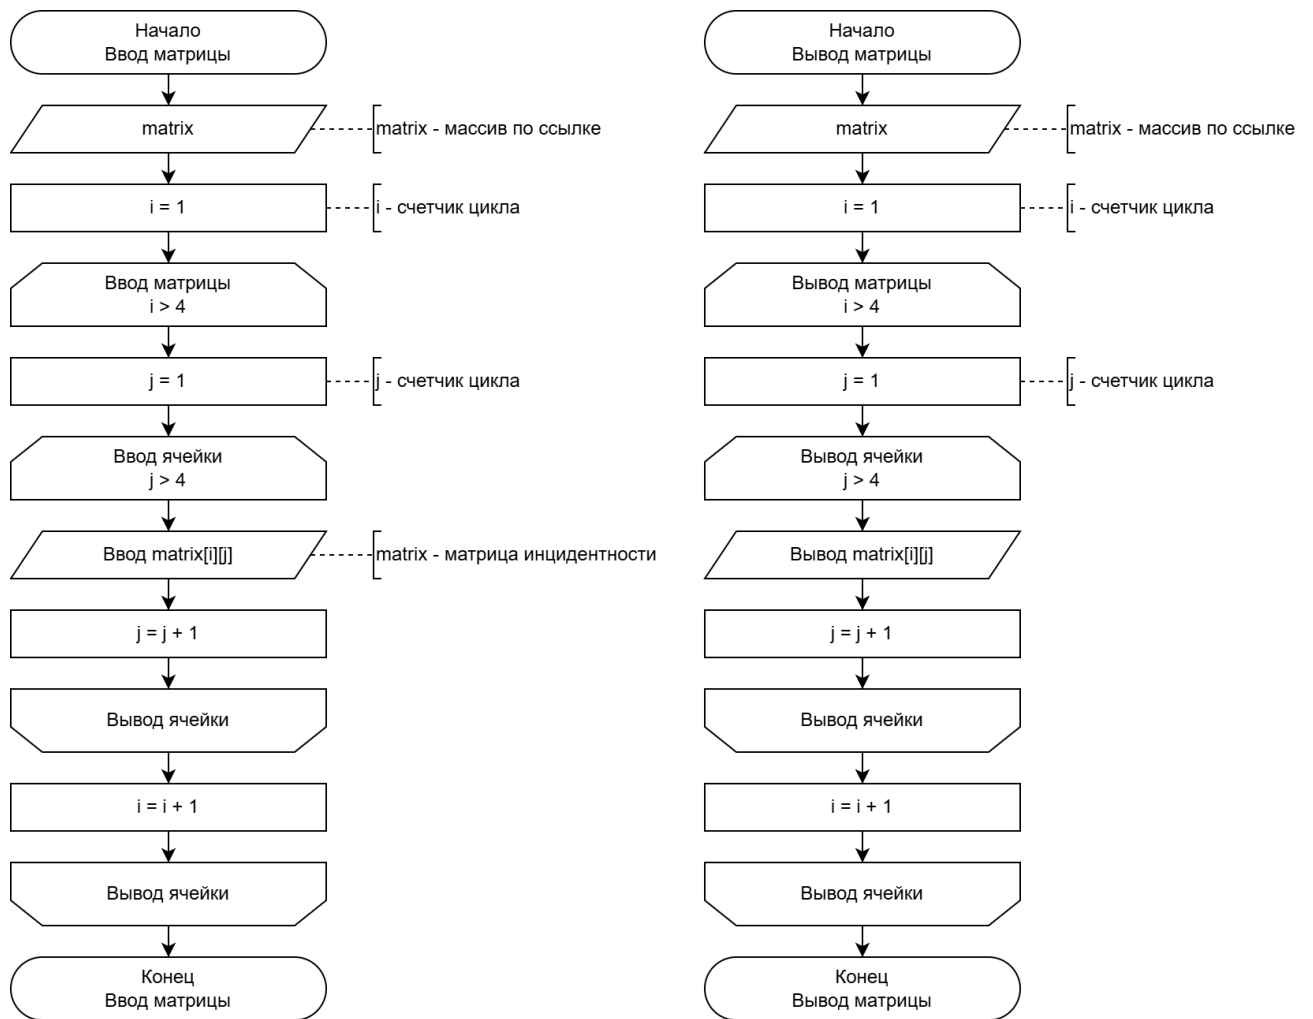 Начало
Ввод матрицы
matrix
matrix - массив по ссылке
i = 1
i - счетчик цикла
Ввод матрицы
i > 4
j = 1
j - счетчик цикла
Ввод ячейки
j > 4
Ввод matrix[i][j]
matrix - матрица инцидентности
j = j + 1
Вывод ячейки
i = i + 1
Вывод ячейки
Конец
Ввод матрицы
Начало
Вывод матрицы
matrix
matrix - массив по ссылке
i = 1
i - счетчик цикла
Вывод матрицы
i > 4
j = 1
j - счетчик цикла
Вывод ячейки
j > 4
Вывод matrix[i][j]
j = j + 1
Вывод ячейки
i = i + 1
Вывод ячейки
Конец
Вывод матрицы